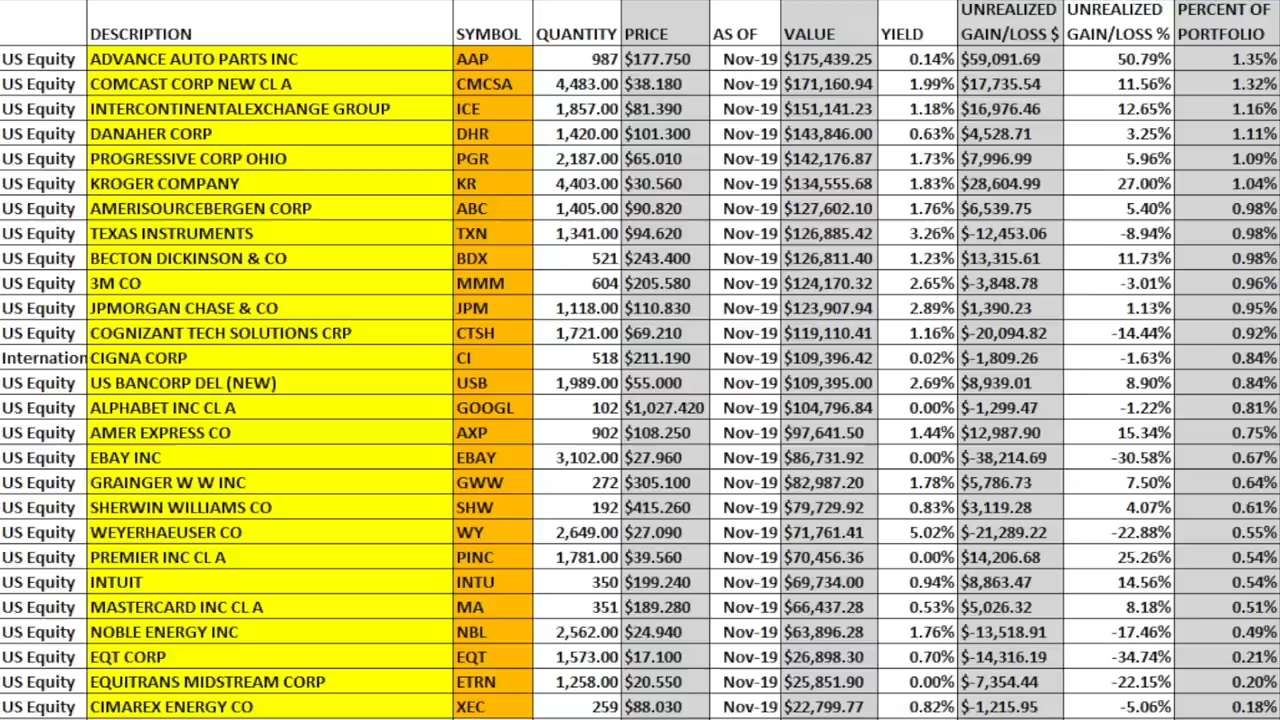 DESCRIPTION SYMBOL QUANTITY PRICE AS OF VALUE YIELD UNREALIZED GAIN/LOSS $ UNREALIZED GAIN/LOSS % PERCENT OF PORTFOLIO
US Equity ADVANCE AUTO PARTS INC AAP 987 $177.750 Nov-19 $175,439.25 0.14% $59,091.69 50.79% 1.35%
US Equity COMCAST CORP NEW CL A CMCSA 4,483.00 $38.180 Nov-19 $171,160.94 1.99% $17,735.54 11.56% 1.32%
US Equity INTERCONTINENTALEXCHANGE GROUP ICE 1,857.00 $81.390 Nov-19 $151,141.23 1.18% $16,976.46 12.65% 1.16%
US Equity DANAHER CORP DHR 1,420.00 $101.300 Nov-19 $143,846.00 0.63% $4,528.71 3.25% 1.11%
US Equity PROGRESSIVE CORP OHIO PGR 2,187.00 $65.010 Nov-19 $142,176.87 1.73% $7,996.99 5.96% 1.09%
US Equity KROGER COMPANY KR 4,403.00 $30.560 Nov-19 $134,555.68 1.83% $28,604.99 27.00% 1.04%
US Equity AMERISOURCEBERGEN CORP ABC 1,405.00 $90.820 Nov-19 $127,602.10 1.76% $6,539.75 5.40% 0.98%
US Equity TEXAS INSTRUMENTS TXN 1,341.00 $94.620 Nov-19 $126,885.42 3.26% $-12,453.06 -8.94% 0.98%
US Equity BECTON DICKINSON & CO BDX 521 $243.400 Nov-19 $126,811.40 1.23% $13,315.61 11.73% 0.98%
US Equity 3M CO MMM 604 $205.580 Nov-19 $124,170.32 2.65% $-3,848.78 -3.01% 0.96%
US Equity JPMORGAN CHASE & CO JPM 1,118.00 $110.830 Nov-19 $123,907.94 2.89% $1,390.23 1.13% 0.95%
US Equity COGNIZANT TECH SOLUTIONS CRP CTSH 1,721.00 $69.210 Nov-19 $119,110.41 1.16% $-20,094.82 -14.44% 0.92%
Internation CIGNA CORP CI 518 $211.190 Nov-19 $109,396.42 0.02% $-1,809.26 -1.63% 0.84%
US Equity US BANCORP DEL (NEW) USB 1,989.00 $55.000 Nov-19 $109,395.00 2.69% $8,939.01 8.90% 0.84%
US Equity ALPHABET INC CL A GOOGL 102 $1,027.420 Nov-19 $104,796.84 0.00% $-1,299.47 -1.22% 0.81%
US Equity AMER EXPRESS CO AXP 902 $108.250 Nov-19 $97,641.50 1.44% $12,987.90 15.34% 0.75%
US Equity EBAY INC EBAY 3,102.00 $27.960 Nov-19 $86,731.92 0.00% $-38,214.69 -30.58% 0.67%
US Equity GRAINGER W W INC GWW 272 $305.100 Nov-19 $82,987.20 1.78% $5,786.73 7.50% 0.64%
US Equity SHERWIN WILLIAMS CO SHW 192 $415.260 Nov-19 $79,729.92 0.83% $3,119.28 4.07% 0.61%
US Equity WEYERHAEUSER CO WY 2,649.00 $27.090 Nov-19 $71,761.41 5.02% $-21,289.22 -22.88% 0.55%
US Equity PREMIER INC CL A PINC 1,781.00 $39.560 Nov-19 $70,456.36 0.00% $14,206.68 25.26% 0.54%
US Equity INTUIT INTU 350 $199.240 Nov-19 $69,734.00 0.94% $8,863.47 14.56% 0.54%
US Equity MASTERCARD INC CL A MA 351 $189.280 Nov-19 $66,437.28 0.53% $5,026.32 8.18% 0.51%
US Equity NOBLE ENERGY INC NBL 2,562.00 $24.940 Nov-19 $63,896.28 1.76% $-13,518.91 -17.46% 0.49%
US Equity EQT CORP EQT 1,573.00 $17.100 Nov-19 $26,898.30 0.70% $-14,316.19 -34.74% 0.21%
US Equity EQUITRANS MIDSTREAM CORP ETRN 1,258.00 $20.550 Nov-19 $25,851.90 0.00% $-7,354.44 -22.15% 0.20%
US Equity CIMAREX ENERGY CO XEC 259 $88.030 Nov-19 $22,799.77 0.82% $-1,215.95 -5.06% 0.18%